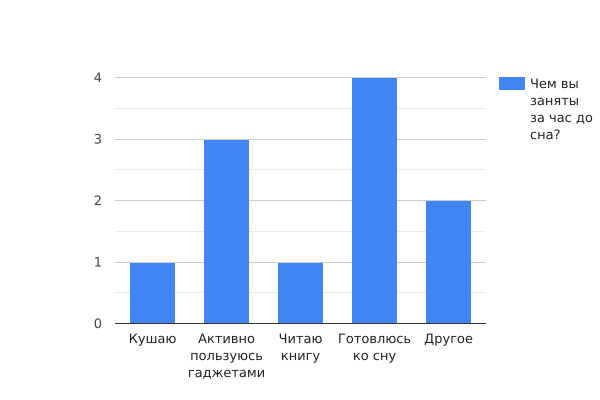 4
3
2
1
0
Кушаю
Активно
пользуюсь
гаджетами
Читаю
книгу
Готовлюсь
ко сну
Другое
Чем вы
заняты
за час до
сна?